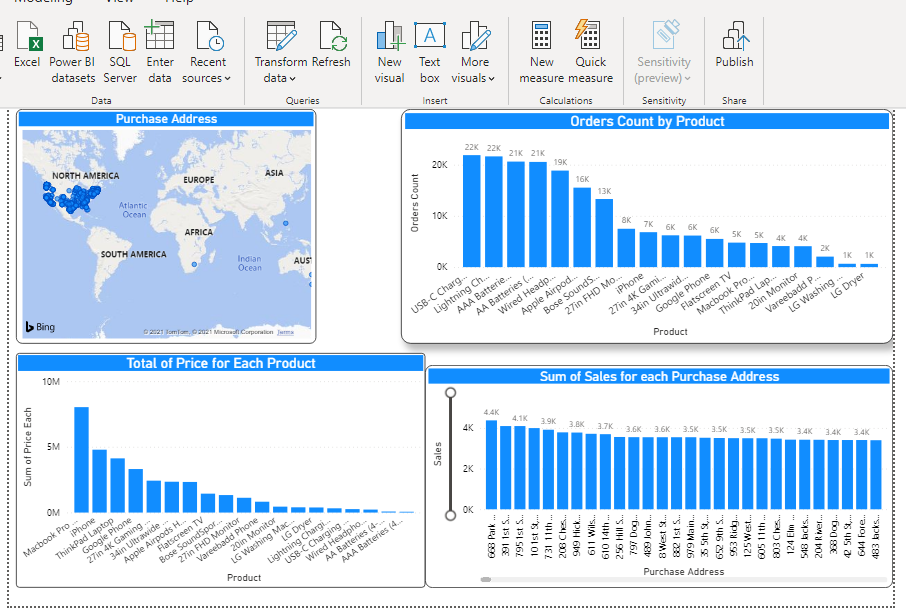 Modeling View Help
Excel
Power BI
datasets
SQL
Server
Enter
data
Recent
sources
Transform
data
Refresh
New
visual
Text
box
More
visuals
New
measure
Quick
measure
Sensitivity
(preview)
Publish
Data
Queries
Insert
Calculations
Sensitivity
Share
Purchase Address
NORTH AMERICA
EUROPE
ASIA
Atlantic
Ocean
AFRICA
SOUTH AMERICA
Indian
Ocean
AUST
Bing
© 2021 TomTom, © 2021 Microsoft Corporation Terms
Orders Count by Product
Orders Count
20K
10K
0K
22K 22K 21K 21K 19K 16K 13K 8K 7K 6K 6K 6K 5K 5K 4K 4K 2K 1K 1K
USB-C Charg...
Lightning Ch...
AAA Batterie...
AA Batteries (...
Wired Headp...
Apple Airpod...
Bose SoundS...
27in FHD Mo...
iPhone
27in 4K Gami...
34in Ultrawid...
Google Phone
Flatscreen TV
Macbook Pro...
ThinkPad Lap...
20in Monitor
Vareebadd P...
LG Washing ...
LG Dryer
Product
Total of Price for Each Product
Sum of Price Each
10M
5M
0M
Macbook Pro ...
iPhone
ThinkPad Laptop
Google Phone
27in 4K Gaming ...
34in Ultrawide ...
Apple Airpods H...
Flatscreen TV
Bose SoundSpor...
27in FHD Monitor
Vareebadd Phone
20in Monitor
LG Washing Mac...
LG Dryer
Lightning Chargi...
USB-C Charging ...
Wired Headpho...
AA Batteries (4-...
AAA Batteries (4...
Product
Sum of Sales for each Purchase Address
Sales
4K
2K
0K
4.4K 4.1K 3.9K 3.8K 3.7K 3.6K 3.6K 3.5K 3.5K 3.5K 3.5K 3.4K 3.4K 3.4K
668 Park ...
391 1st S...
795 1st S...
101 1st St...
731 11th...
208 Ches...
949 Hick...
611 Wils...
610 14th...
256 Hill S...
797 Dog...
489 John...
8 West St...
882 1st S...
979 Main...
35 5th St...
652 9th S...
953 Ridg...
125 West...
605 11th...
803 Ches...
124 Elm ...
548 Jacks...
204 River...
368 Dog...
42 5th St...
644 Fore...
483 Jacks...
Purchase Address